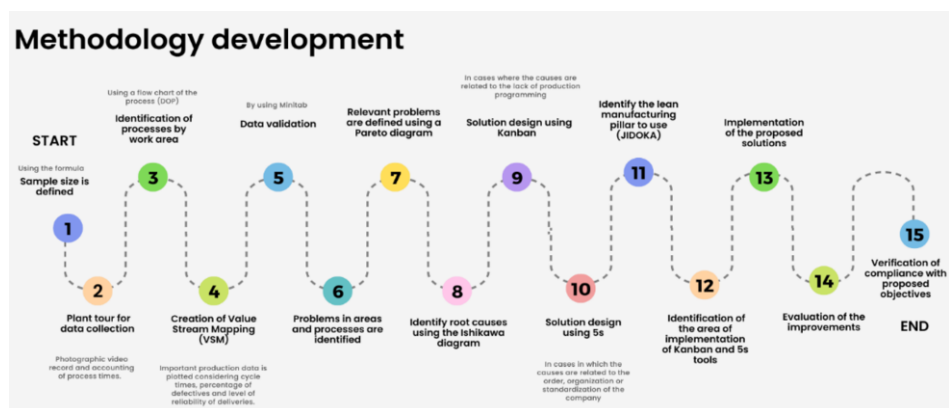 Methodology development
START
Using the formula
Sample size is
defined
1
2
Plant tour for
data collection
Photographic video
record and accounting
of process times.
Using a flow chart of the
process (DOP)
Identification of
processes by
work area
3
4
Creation of Value
Stream Mapping
(VSM)
Important production data is
plotted considering cycle
times, percentage of
defectives and level of
reliability of deliveries.
By using Minitab
Data validation
5
6
Problems in areas
and processes are
identified
Relevant problems
are defined using a
Pareto diagram
7
8
Identify root causes
using the Ishikawa
diagram
In cases where the causes are
related to the lack of production
programming
Solution design using
Kanban
9
10
Solution design
using 5s
In cases in which the
causes are related to the
order, organization or
standardization of the
company
Identify the lean
manufacturing
pillar to use
(JIDOKA)
11
12
Identification of
the area of
implementation
of Kanban and 5s
tools
Implementation
of the proposed
solutions
13
14
Evaluation of the
improvements
15
Verification of
compliance with
proposed
objectives
END